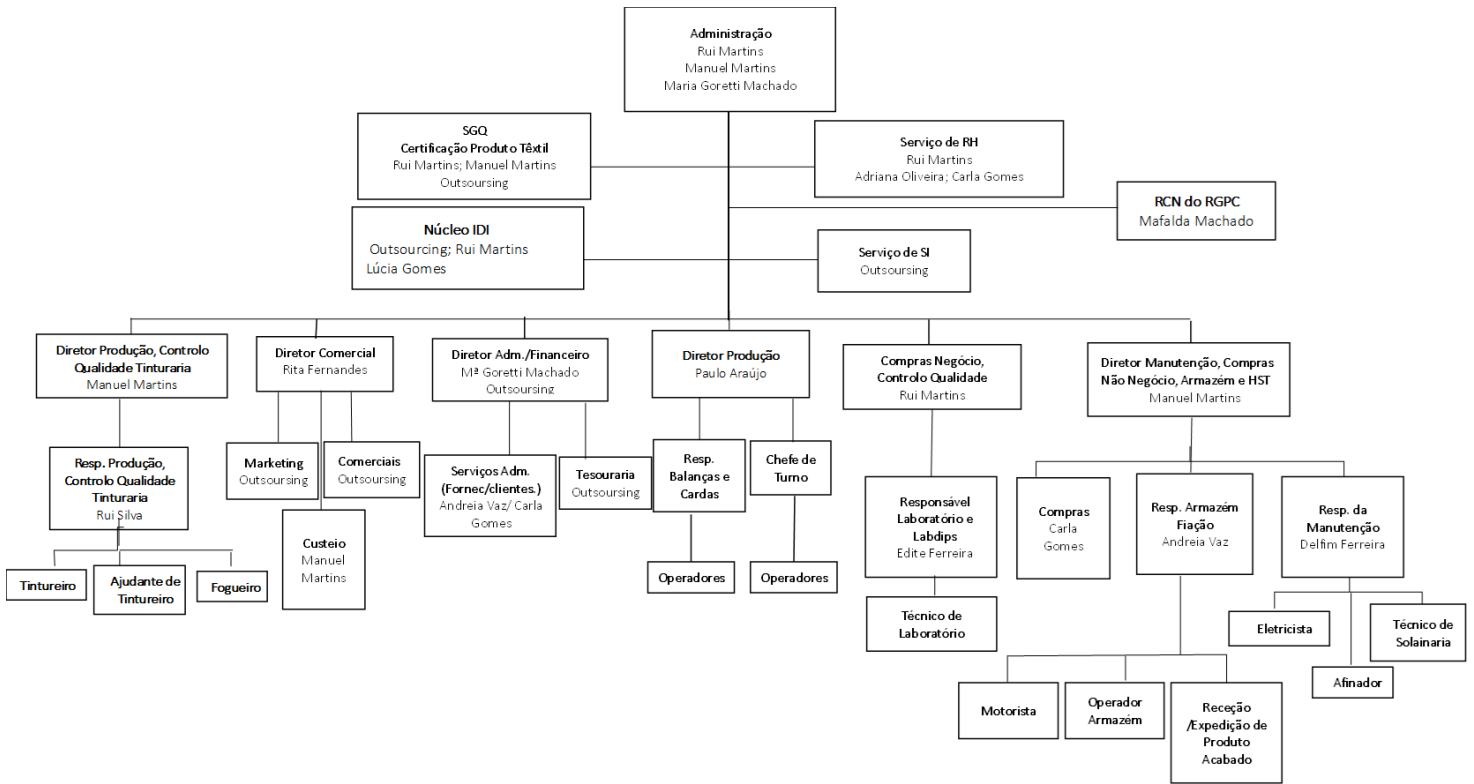 Administração
Rui Martins
Manuel Martins
Maria Goretti Machado
SGQ
Certificação Produto Têxtil
Rui Martins; Manuel Martins
Outsoursing
Serviço de RH
Rui Martins
Adriana Oliveira; Carla Gomes
RCN do RGPC
Mafalda Machado
Núcleo IDI
Outsourcing; Rui Martins
Lúcia Gomes
Serviço de SI
Outsoursing
Diretor Produção, Controlo
Qualidade Tinturaria
Manuel Martins
Diretor Comercial
Rita Fernandes
Diretor Adm./Financeiro
Mª Goretti Machado
Outsoursing
Diretor Produção
Paulo Araújo
Compras Negócio,
Controlo Qualidade
Rui Martins
Diretor Manutenção, Compras
Não Negócio, Armazém e HST
Manuel Martins
Resp. Produção,
Controlo Qualidade
Tinturaria
Rui Silva
Marketing
Outsoursing
Comerciais
Outsoursing
Custeio
Manuel
Martins
Serviços Adm.
(Fornec/clientes.)
Andreia Vaz/ Carla
Gomes
Tesouraria
Outsoursing
Resp.
Balanças e
Cardas
Chefe de
Turno
Responsável
Laboratório e
Labdips
Edite Ferreira
Compras
Carla
Gomes
Resp. Armazém
Fiação
Andreia Vaz
Resp. da
Manutenção
Delfim Ferreira
Tintureiro
Ajudante de
Tintureiro
Fogueiro
Operadores
Operadores
Técnico de
Laboratório
Eletricista
Técnico de
Solainaria
Afinador
Motorista
Operador
Armazém
Receção
/Expedição de
Produto
Acabado